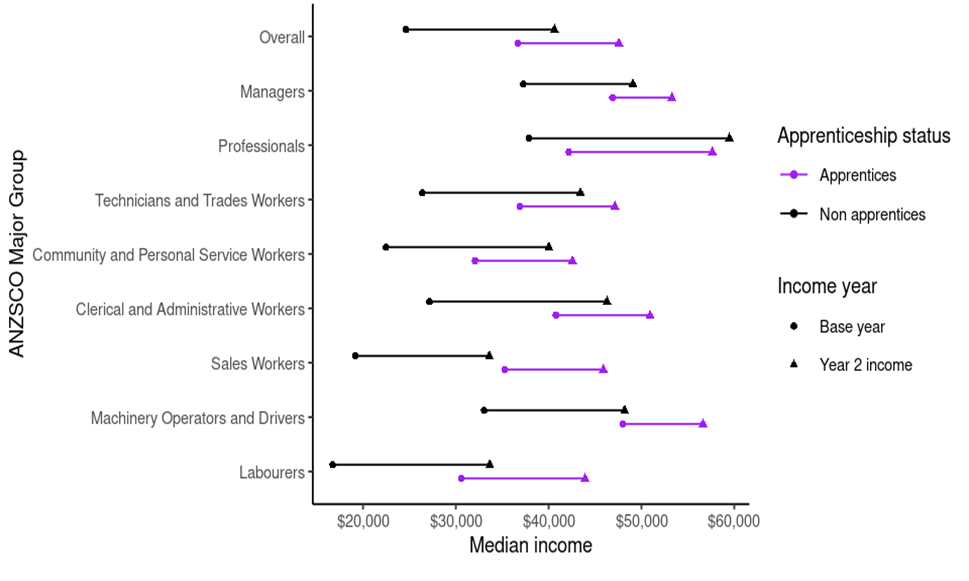 ANZSCO Major Group
Overall
Managers
Professionals
Technicians and Trades Workers
Community and Personal Service Workers
Clerical and Administrative Workers
Sales Workers
Machinery Operators and Drivers
Labourers
$20,000 $30,000 $40,000 $50,000 $60,000
Median income
Apprenticeship status
Apprentices
Non apprentices
Income year
Base year
Year 2 income